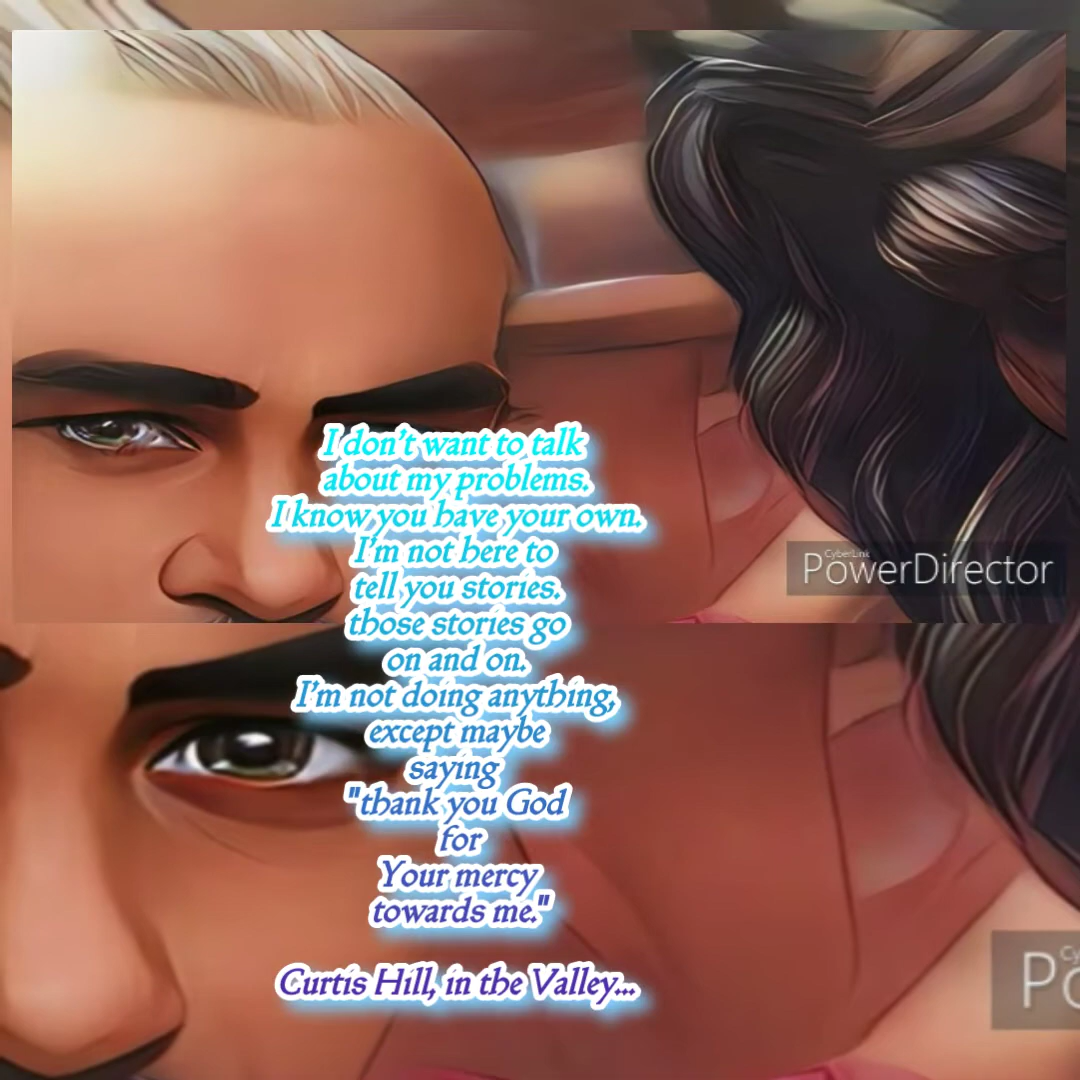 I don't want to talk
about my problems.
I know you have your own.
I'm not here to
tell you stories.
those stories go
on and on.
I'm not doing anything,
except maybe
saying
"thank you God
for
Your mercy
towards me."
Curtis Hill, in the Valley...
CyberLink
PowerDirector
Cy
Po